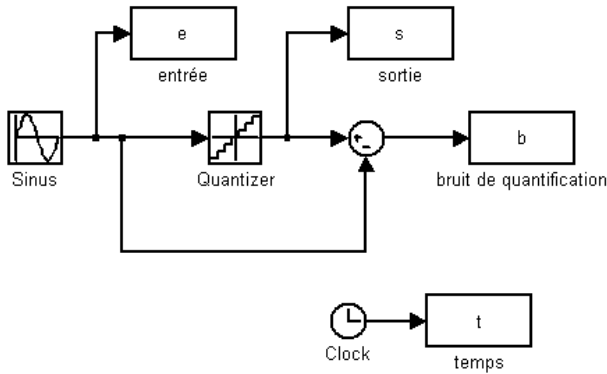 e
entrée
s
sortie
Sinus
Quantizer
b
bruit de quantification
t
Clock
temps